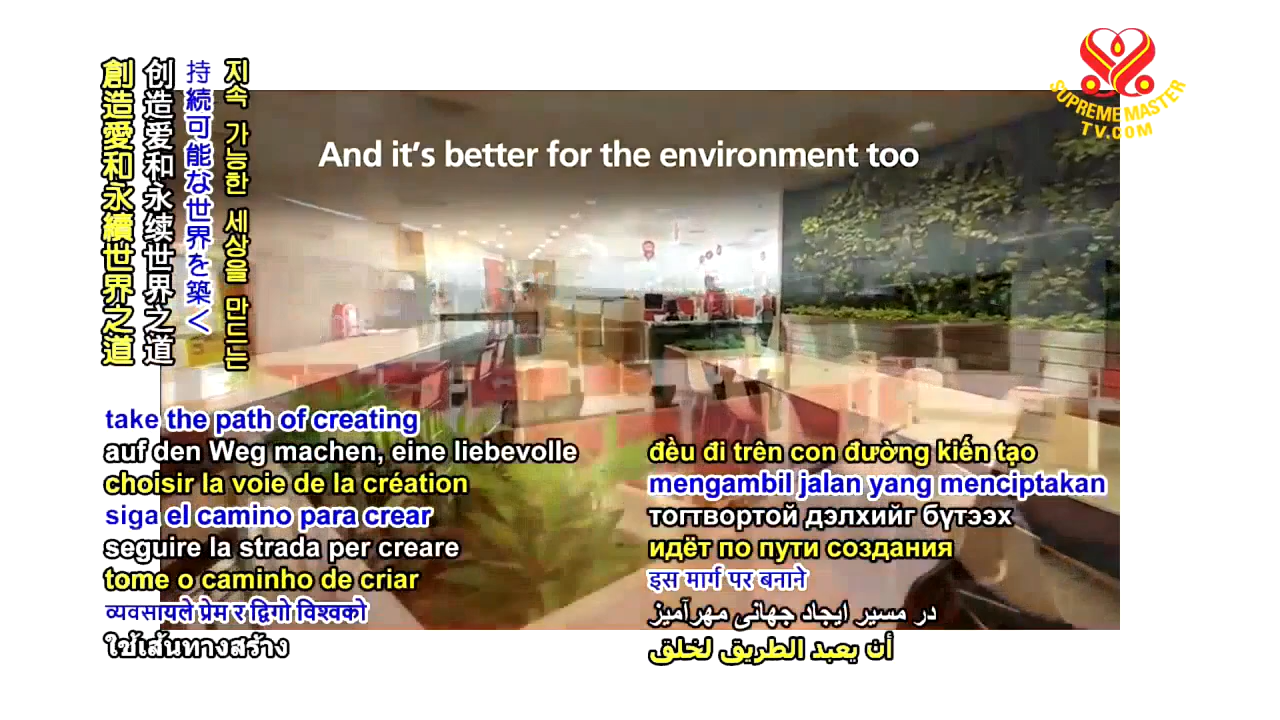 創造愛和永續世界之道
创造爱和永续世界之道
持続可能な世界を築く
지속 가능한 세상을 만드는
SUPREME MASTER
TV.COM
And it's better for the environment too
take the path of creating
auf den Weg machen, eine liebevolle
choisir la voie de la création
siga el camino para crear
seguire la strada per creare
tome o caminho de criar
व्यवसायले प्रेम र द्विगो विश्वको
ใช้เส้นทางสร้าง
đều đi trên con đường kiến tạo
mengambil jalan yang menciptakan
тогтвортой дэлхийг бүтээх
идёт по пути создания
इस मार्ग पर बनाने
در مسیر ایجاد جهانی مهرآمیز
أن يعبد الطريق لخلق